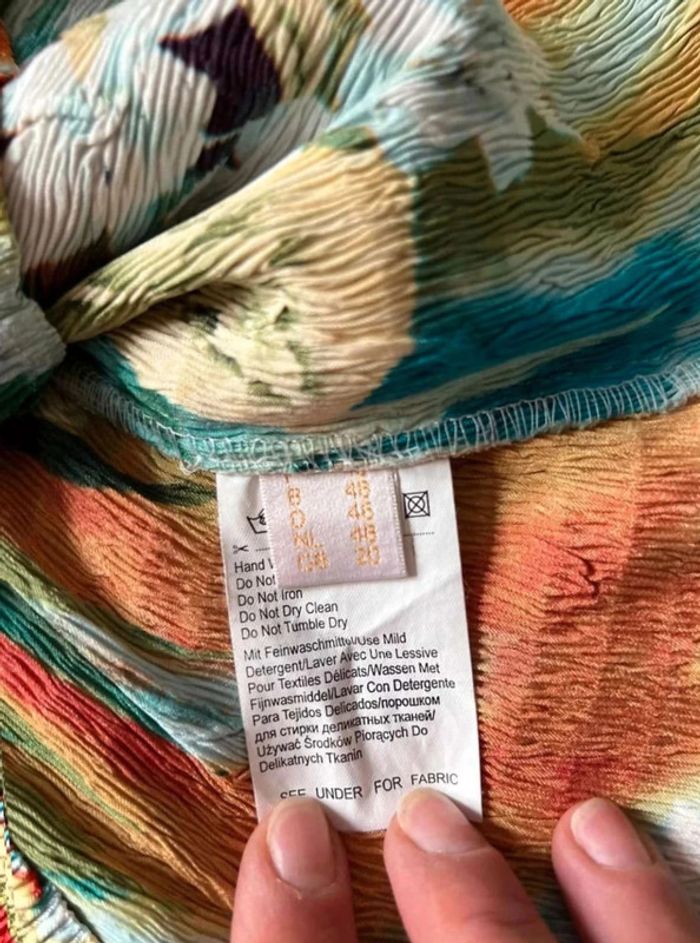 B 48
D 46
NL 46
GB 20
Hand
Do Not
Do Not Iron
Do Not Dry Clean
Do Not Tumble Dry
Mit Feinwaschmittel/Use Mild
Detergent/Laver Avec Une Lessive
Pour Textiles Délicats/Wassen Met
Fijnwasmiddel/Lavar Con Detergente
Para Tejidos Delicados/порошком
для стирки деликатных тканей/
Używać Środków Piorących Do
Delikatnych Tkanin
SEE UNDER FOR FABRIC